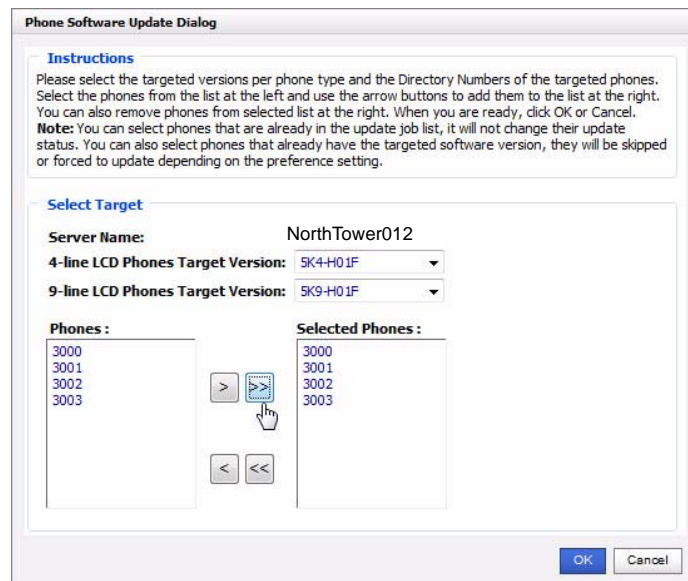 Phone Software Update Dialog
Instructions
Please select the targeted versions per phone type and the Directory Numbers of the targeted phones.
Select the phones from the list at the left and use the arrow buttons to add them to the list at the right.
You can also remove phones from selected list at the right. When you are ready, click OK or Cancel.
Note: You can select phones that are already in the update job list, it will not change their update
status. You can also select phones that already have the targeted software version, they will be skipped
or forced to update depending on the preference setting.
Select Target
Server Name: NorthTower012
4-line LCD Phones Target Version: 5K4-H01F
9-line LCD Phones Target Version: 5K9-H01F
Phones :
3000
3001
3002
3003
> >>
< <<
Selected Phones :
3000
3001
3002
3003
OK Cancel